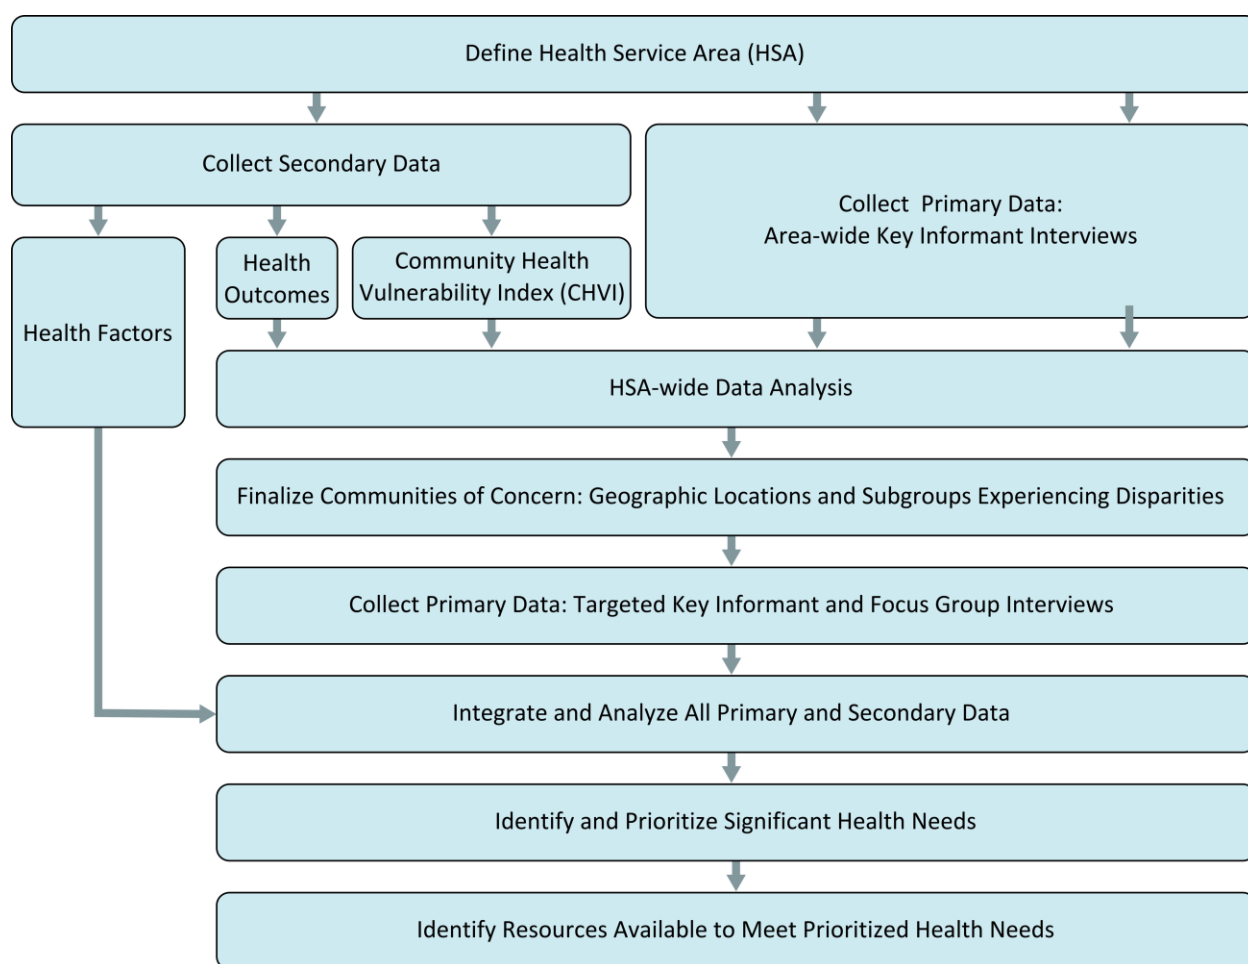 Define Health Service Area (HSA)
Collect Secondary Data
Collect  Primary Data:
Area-wide Key Informant Interviews
Health Factors
Health
Outcomes
Community Health
Vulnerability Index (CHVI)
HSA-wide Data Analysis
Finalize Communities of Concern: Geographic Locations and Subgroups Experiencing Disparities
Collect Primary Data: Targeted Key Informant and Focus Group Interviews
Integrate and Analyze All Primary and Secondary Data
Identify and Prioritize Significant Health Needs
Identify Resources Available to Meet Prioritized Health Needs